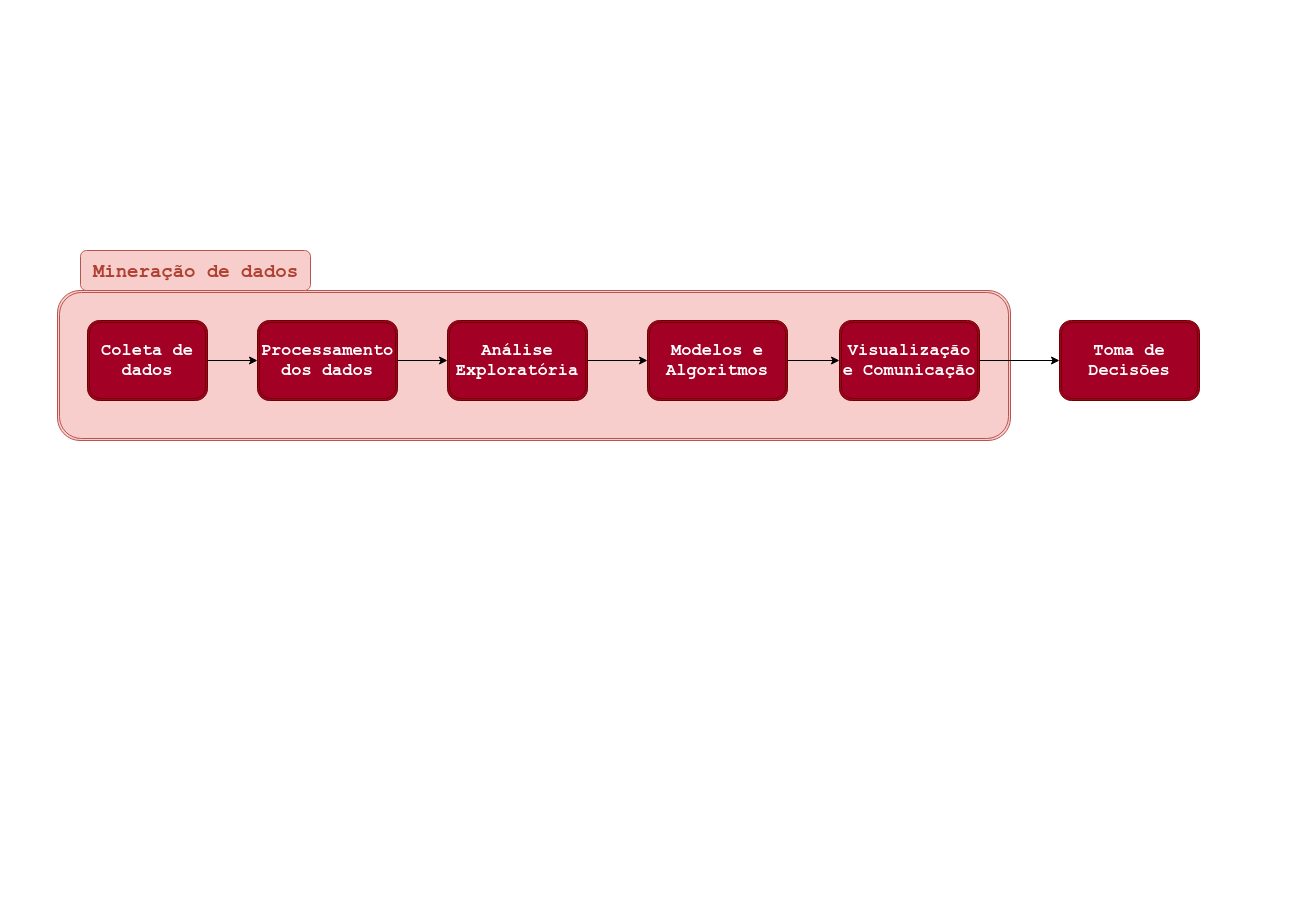 Mineração de dados
Coleta de
dados
Processamento
dos dados
Análise
Exploratória
Modelos e
Algoritmos
Visualização
e Comunicação
Toma de
Decisões